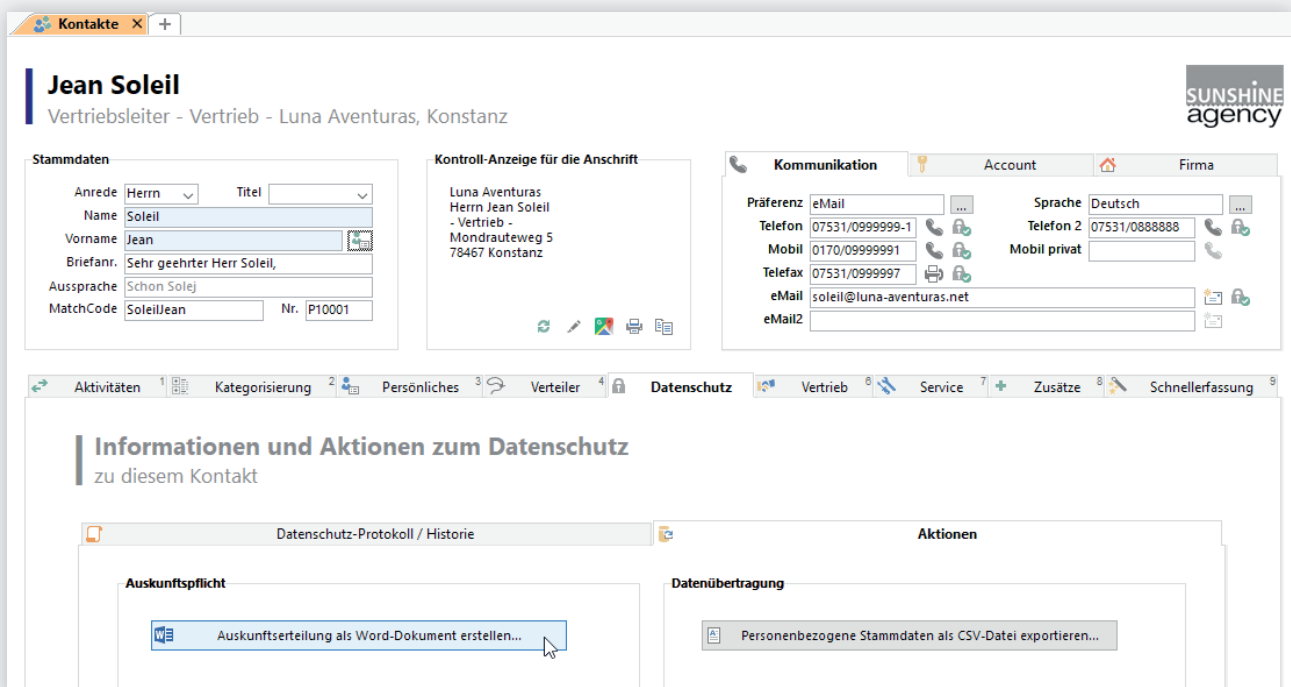 Kontakte
Jean Soleil
Vertriebsleiter - Vertrieb - Luna Aventuras, Konstanz
SUNSHINE
agency
Stammdaten
Anrede Herrn Titel
Name Soleil
Vorname Jean
Briefanr. Sehr geehrter Herr Soleil,
Aussprache Schon Solej
MatchCode SoleilJean Nr. P10001
Kontroll-Anzeige für die Anschrift
Luna Aventuras
Herrn Jean Soleil
- Vertrieb -
Mondrauteweg 5
78467 Konstanz
Kommunikation Account Firma
Präferenz eMail ... Sprache Deutsch ...
Telefon 07531/0999999-1 Telefon 2 07531/0888888
Mobil 0170/09999991 Mobil privat
Telefax 07531/0999997
eMail soleil@luna-aventuras.net
eMail2
Aktivitäten 1 Kategorisierung 2 Persönliches 3 Verteiler 4 Datenschutz Vertrieb 6 Service 7 Zusätze 8 Schnellerfassung 9
Informationen und Aktionen zum Datenschutz
zu diesem Kontakt
Datenschutz-Protokoll / Historie Aktionen
Auskunftspflicht
Auskunftserteilung als Word-Dokument erstellen...
Datenübertragung
Personenbezogene Stammdaten als CSV-Datei exportieren...